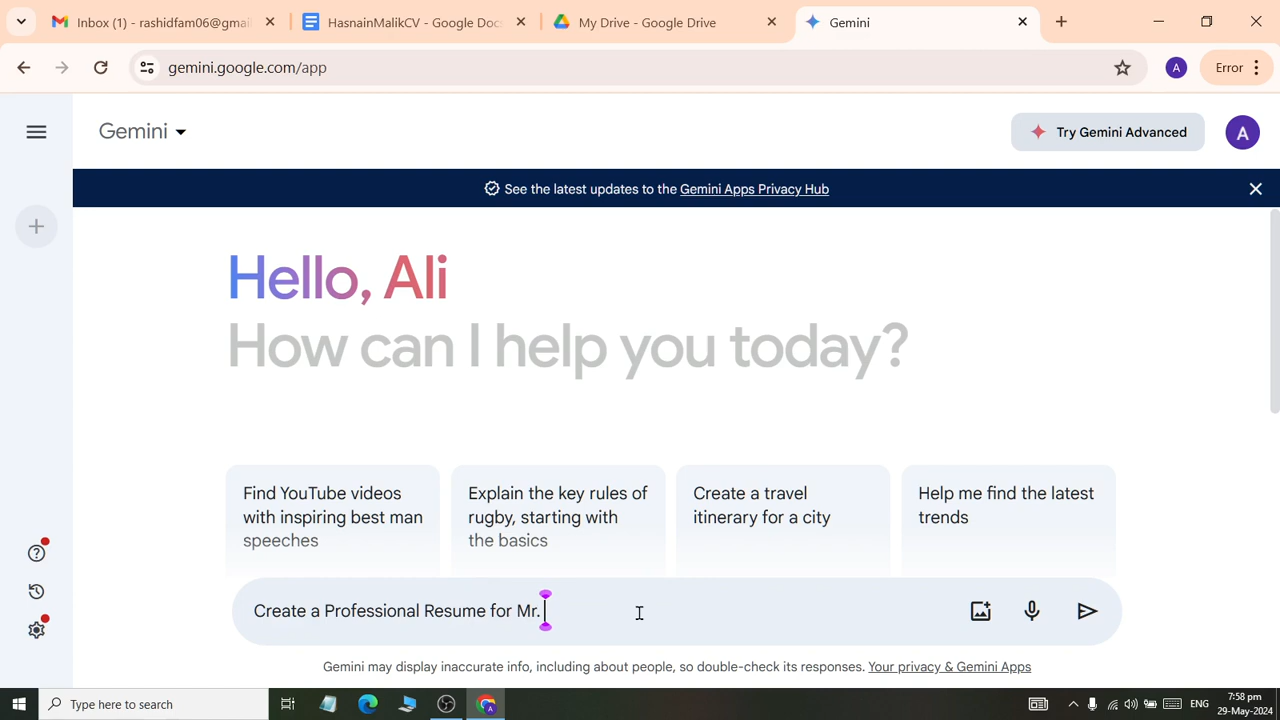 Inbox (1) - rashidfam06@gmai
HasnainMalikCV - Google Doc
My Drive - Google Drive
Gemini
gemini.google.com/app
A
Error
Gemini
Try Gemini Advanced
A
See the latest updates to the Gemini Apps Privacy Hub
Hello, Ali
How can I help you today?
Find YouTube videos
with inspiring best man
speeches
Explain the key rules of
rugby, starting with
the basics
Create a travel
itinerary for a city
Help me find the latest
trends
Create a Professional Resume for Mr.
Gemini may display inaccurate info, including about people, so double-check its responses. Your privacy & Gemini Apps
Type here to search
ENG
7:58 pm
29-May-2024